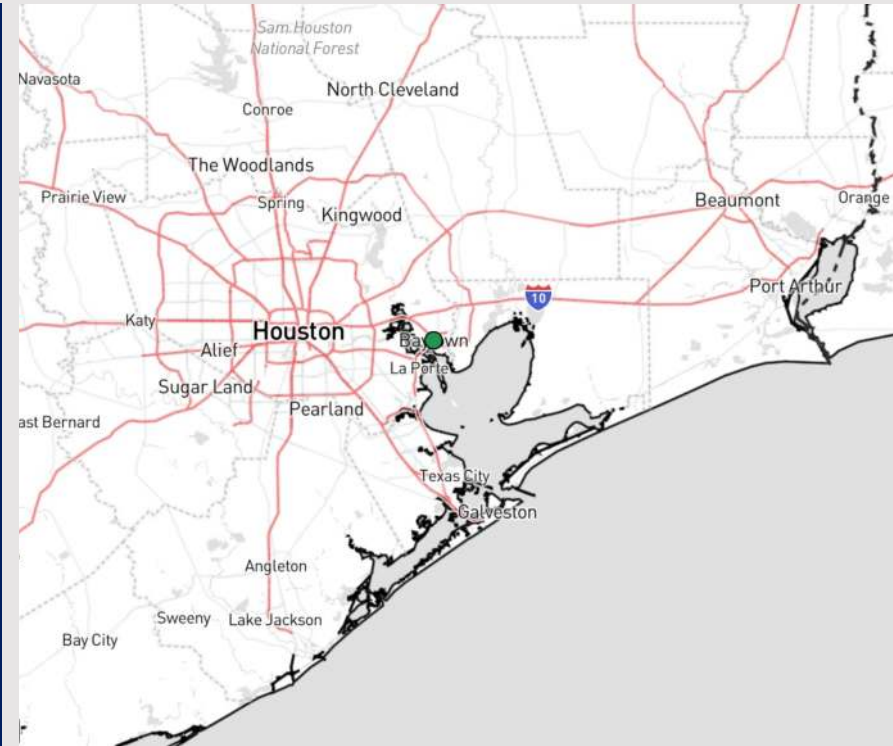 Sam Houston
National Forest
Navasota
North Cleveland
Conroe
The Woodlands
Prairie View
Spring
Kingwood
Beaumont
Orange
Port Arthur
10
Katy
Houston
Baytown
Alief
La Porte
Sugar Land
Pearland
ast Bernard
Texas City
Galveston
Angleton
Sweeny
Lake Jackson
Bay City